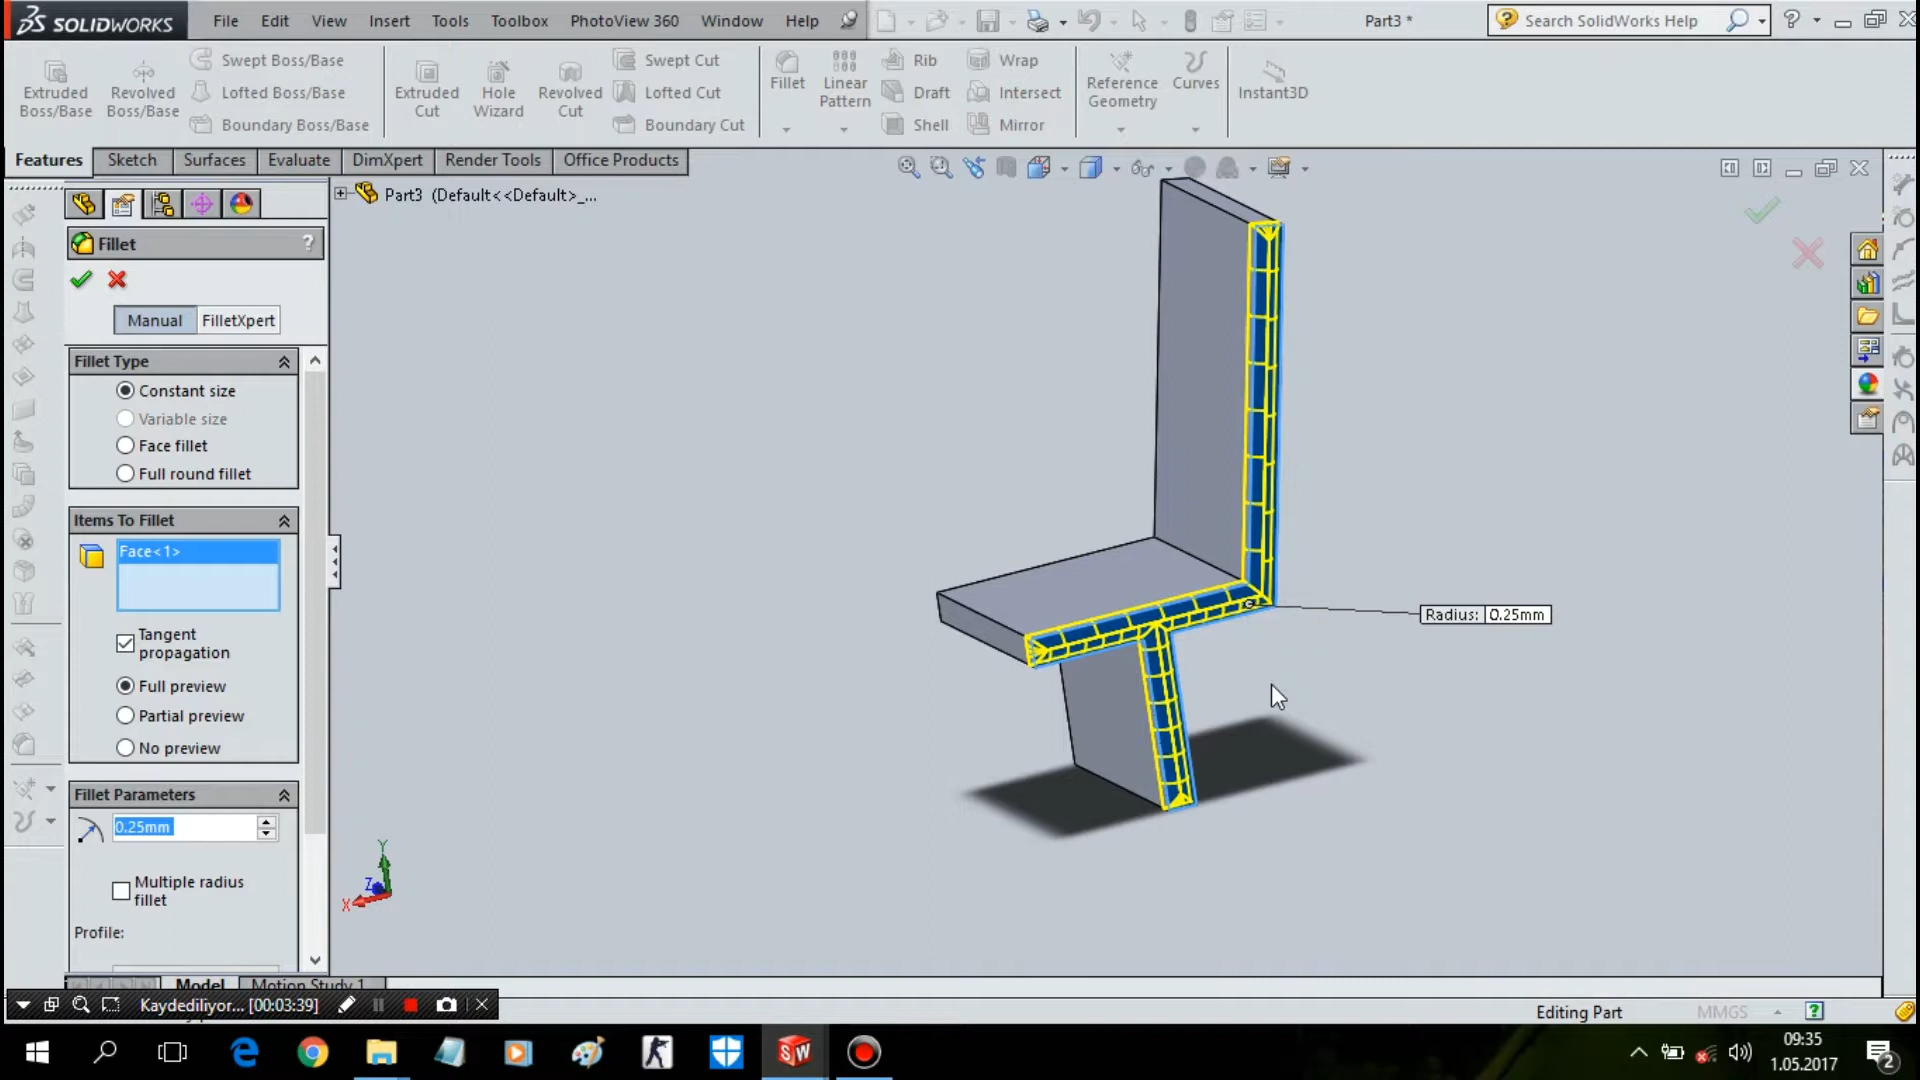 SOLIDWORKS File Edit View Insert Tools Toolbox PhotoView 360 Window Help Part3 * Search SolidWorks Help
Extruded Boss/Base
Revolved Boss/Base
Swept Boss/Base
Lofted Boss/Base
Boundary Boss/Base
Extruded Cut
Hole Wizard
Revolved Cut
Swept Cut
Lofted Cut
Boundary Cut
Fillet
Linear Pattern
Rib
Draft
Shell
Wrap
Intersect
Mirror
Reference Geometry
Curves
Instant3D
Features Sketch Surfaces Evaluate DimXpert Render Tools Office Products
Part3 (Default<<Default>_...
Fillet ?
Manual FilletXpert
Fillet Type
Constant size
Variable size
Face fillet
Full round fillet
Items To Fillet
Face<1>
Tangent
propagation
Full preview
Partial preview
No preview
Fillet Parameters
0.25mm
Multiple radius
fillet
Profile:
Radius: 0.25mm
Y
Z
X
Model Motion Study 1
Kaydediliyor... [00:03:39]
Editing Part MMGS
SW
09:35
1.05.2017
2